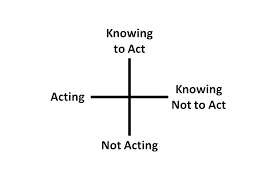 Knowing
to Act
Acting
Knowing
Not to Act
Not Acting